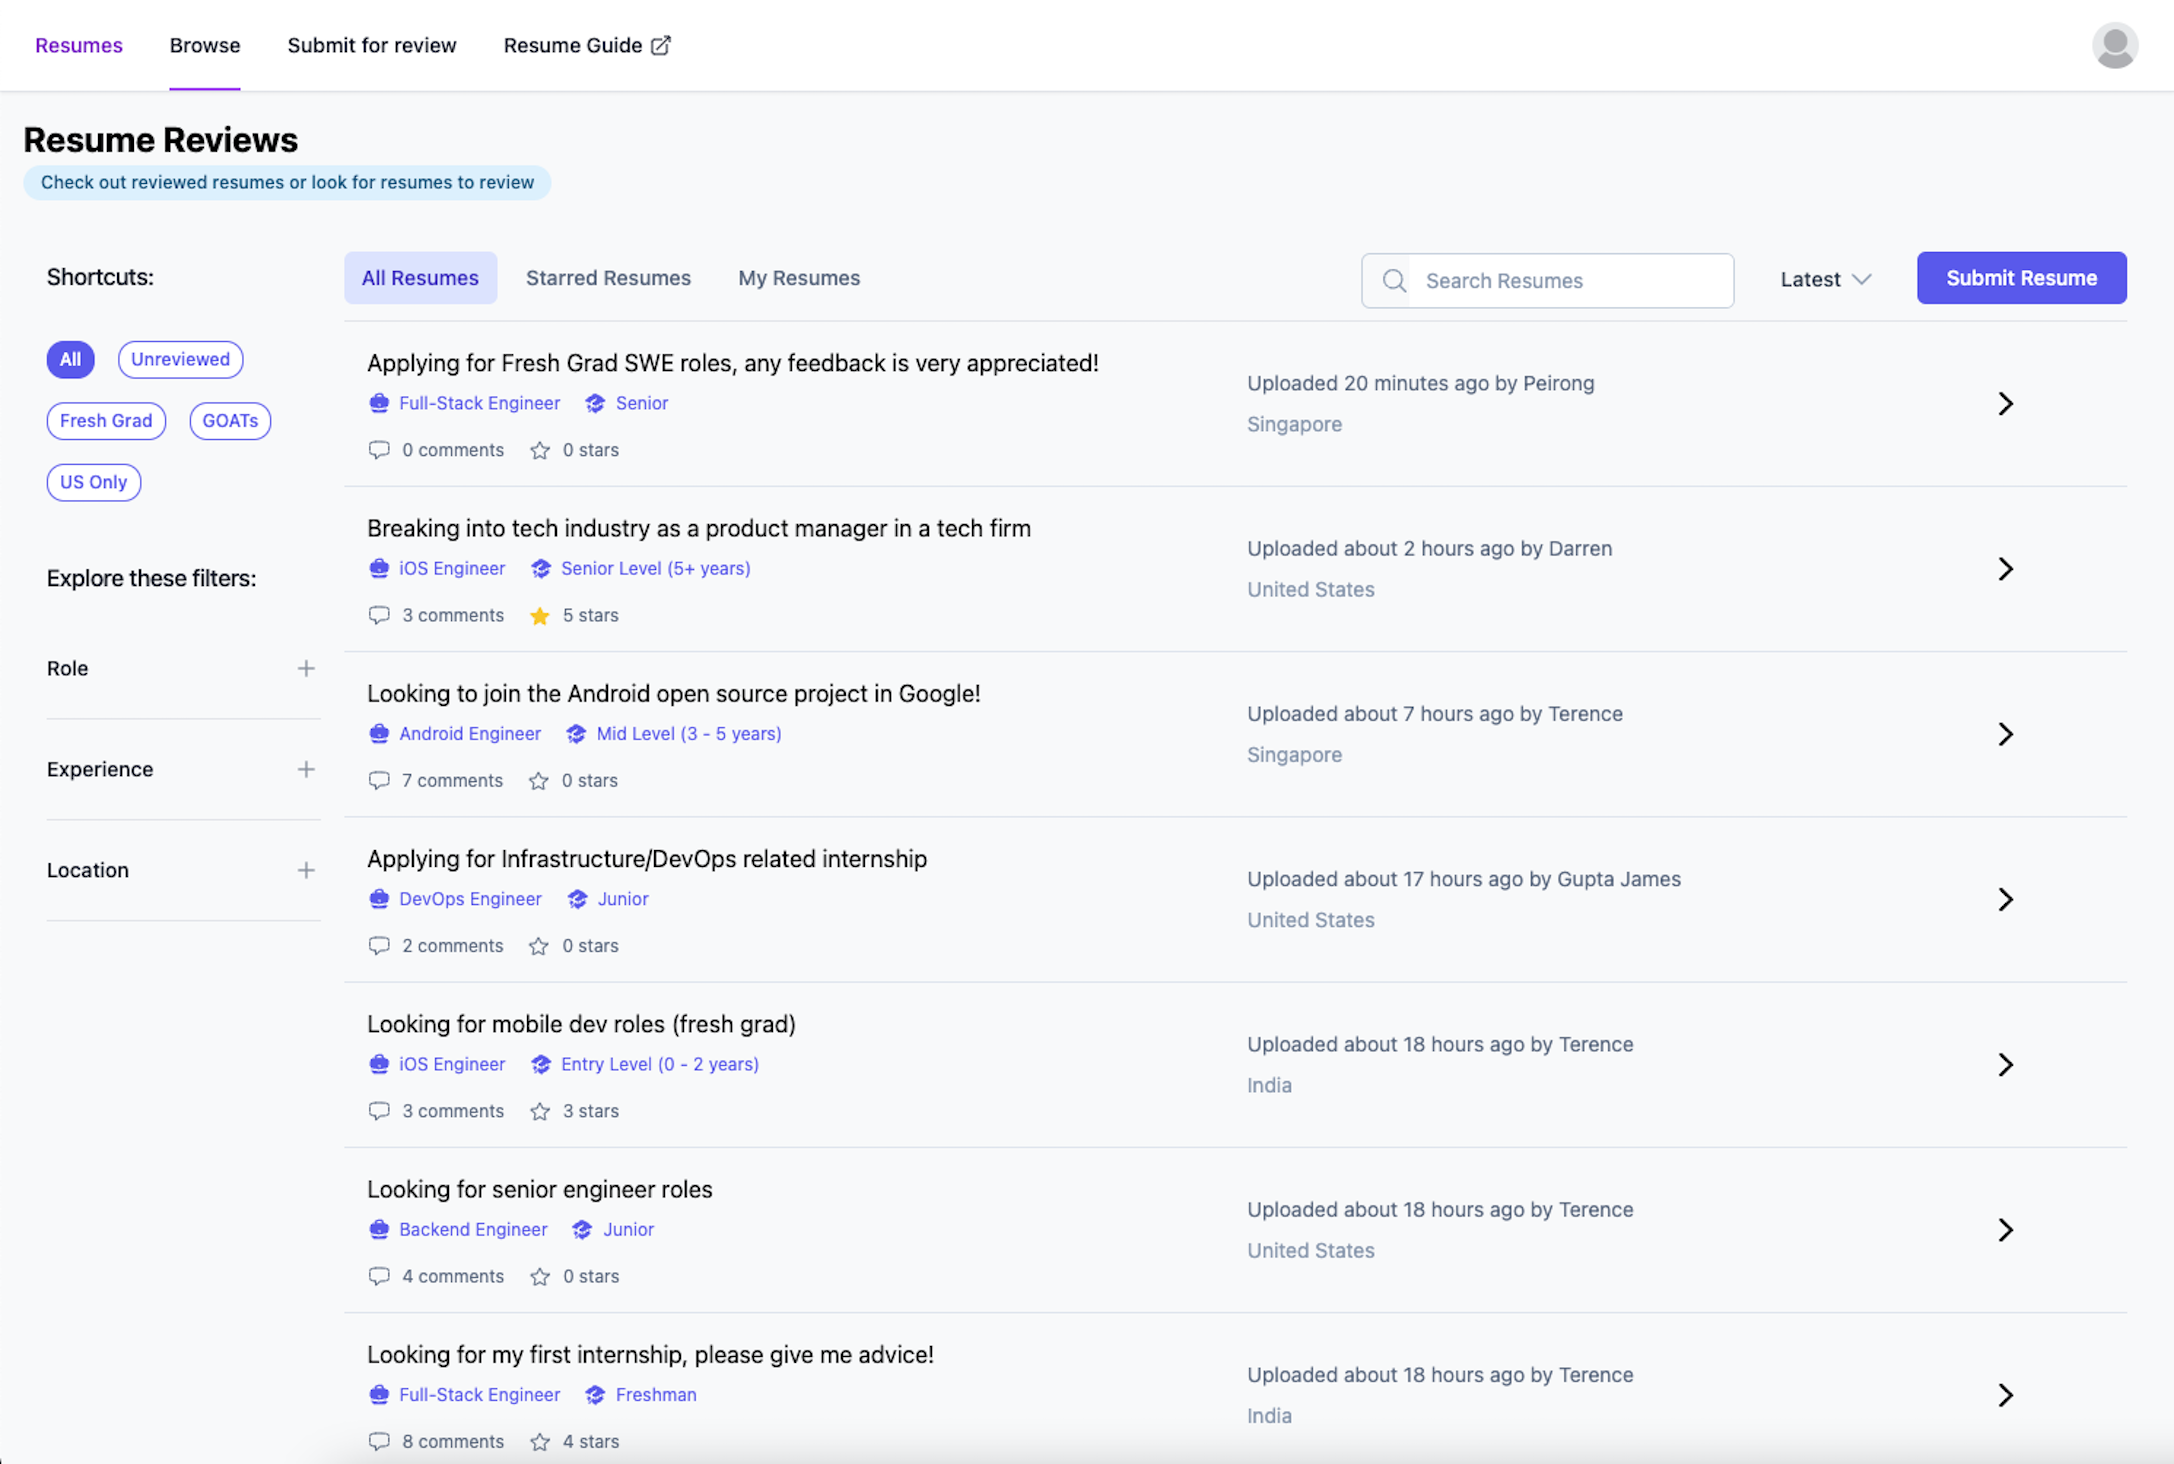 Resumes Browse Submit for review Resume Guide
Resume Reviews
Check out reviewed resumes or look for resumes to review
Shortcuts:
All Unreviewed
Fresh Grad GOATs
US Only
Explore these filters:
Role
Experience
Location
All Resumes Starred Resumes My Resumes Search Resumes Latest Submit Resume
Applying for Fresh Grad SWE roles, any feedback is very appreciated!
Full-Stack Engineer Senior
0 comments 0 stars
Uploaded 20 minutes ago by Peirong
Singapore
Breaking into tech industry as a product manager in a tech firm
iOS Engineer Senior Level (5+ years)
3 comments 5 stars
Uploaded about 2 hours ago by Darren
United States
Looking to join the Android open source project in Google!
Android Engineer Mid Level (3 - 5 years)
7 comments 0 stars
Uploaded about 7 hours ago by Terence
Singapore
Applying for Infrastructure/DevOps related internship
DevOps Engineer Junior
2 comments 0 stars
Uploaded about 17 hours ago by Gupta James
United States
Looking for mobile dev roles (fresh grad)
iOS Engineer Entry Level (0 - 2 years)
3 comments 3 stars
Uploaded about 18 hours ago by Terence
India
Looking for senior engineer roles
Backend Engineer Junior
4 comments 0 stars
Uploaded about 18 hours ago by Terence
United States
Looking for my first internship, please give me advice!
Full-Stack Engineer Freshman
8 comments 4 stars
Uploaded about 18 hours ago by Terence
India